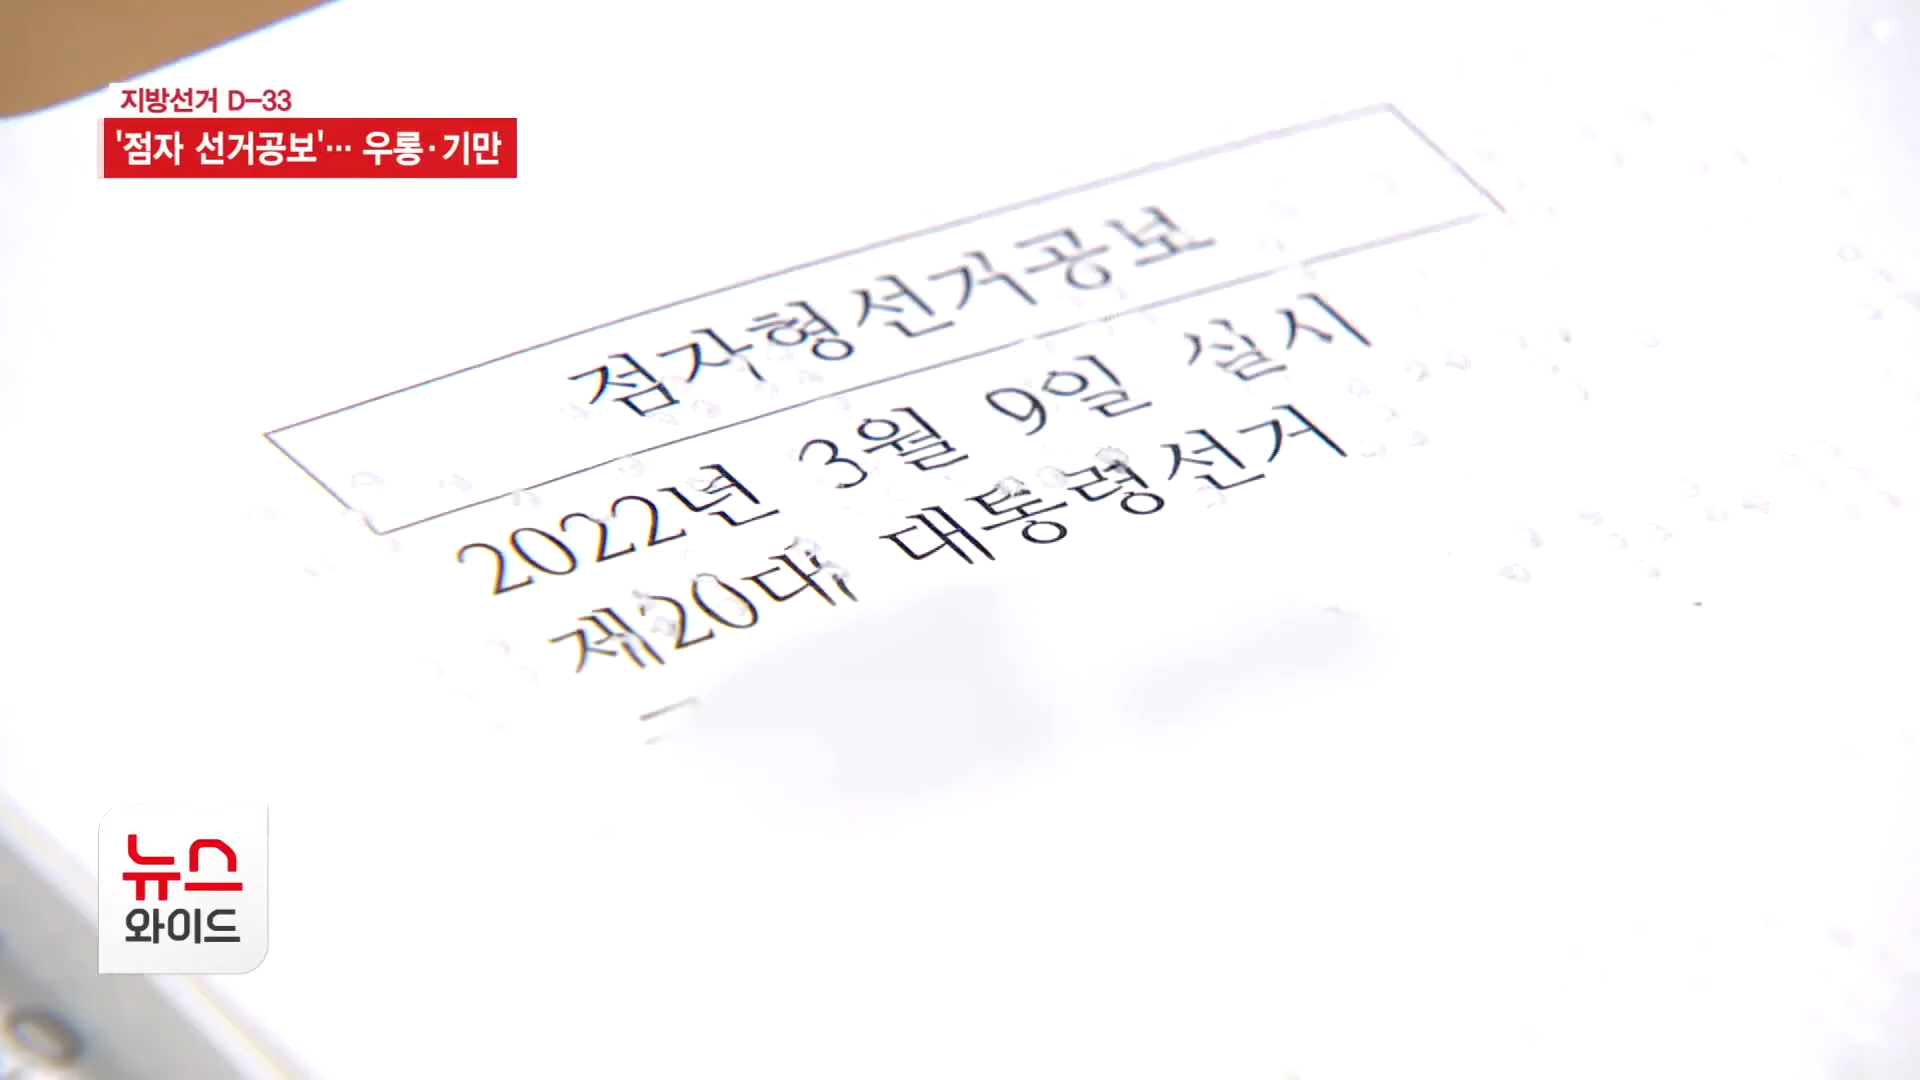 지방선거 D-33
'점자 선거공보'… 우롱·기만
점자형선거공보
2022년 3월 9일 실시
제20대 대통령선거
뉴스
와이드